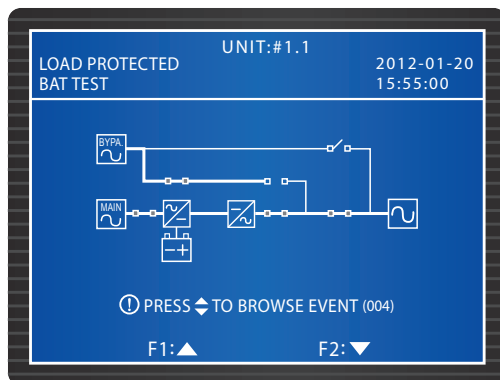 UNIT:#1.1
LOAD PROTECTED
2012-01-20
BAT TEST
15:55:00
BYPA.
MAIN
PRESS TO BROWSE EVENT (004)
F1:
F2: